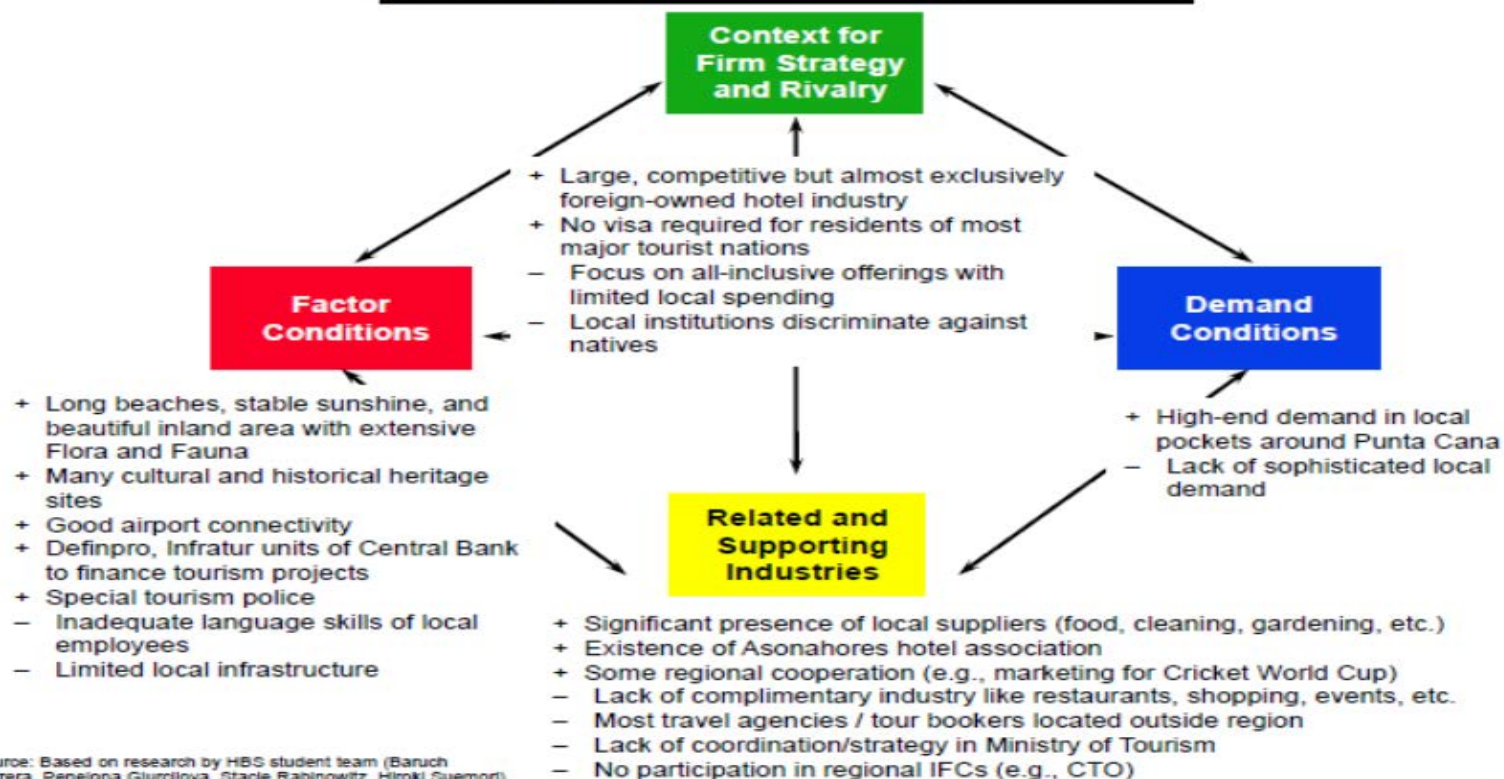 Context for
Firm Strategy
and Rivalry
+ Large, competitive but almost exclusively
foreign-owned hotel industry
+ No visa required for residents of most
major tourist nations
– Focus on all-inclusive offerings with
limited local spending
– Local institutions discriminate against
natives
Factor
Conditions
Demand
Conditions
+ Long beaches, stable sunshine, and
beautiful inland area with extensive
Flora and Fauna
+ Many cultural and historical heritage
sites
+ Good airport connectivity
+ Definpro, Infratur units of Central Bank
to finance tourism projects
+ Special tourism police
– Inadequate language skills of local
employees
– Limited local infrastructure
+ High-end demand in local
pockets around Punta Cana
– Lack of sophisticated local
demand
Related and
Supporting
Industries
+ Significant presence of local suppliers (food, cleaning, gardening, etc.)
+ Existence of Asonahores hotel association
+ Some regional cooperation (e.g., marketing for Cricket World Cup)
– Lack of complimentary industry like restaurants, shopping, events, etc.
– Most travel agencies / tour bookers located outside region
– Lack of coordination/strategy in Ministry of Tourism
– No participation in regional IFCs (e.g., CTO)
urce: Based on research by HBS student team (Baruch
Stacie Rabinowitz, Hiroki Suemori)